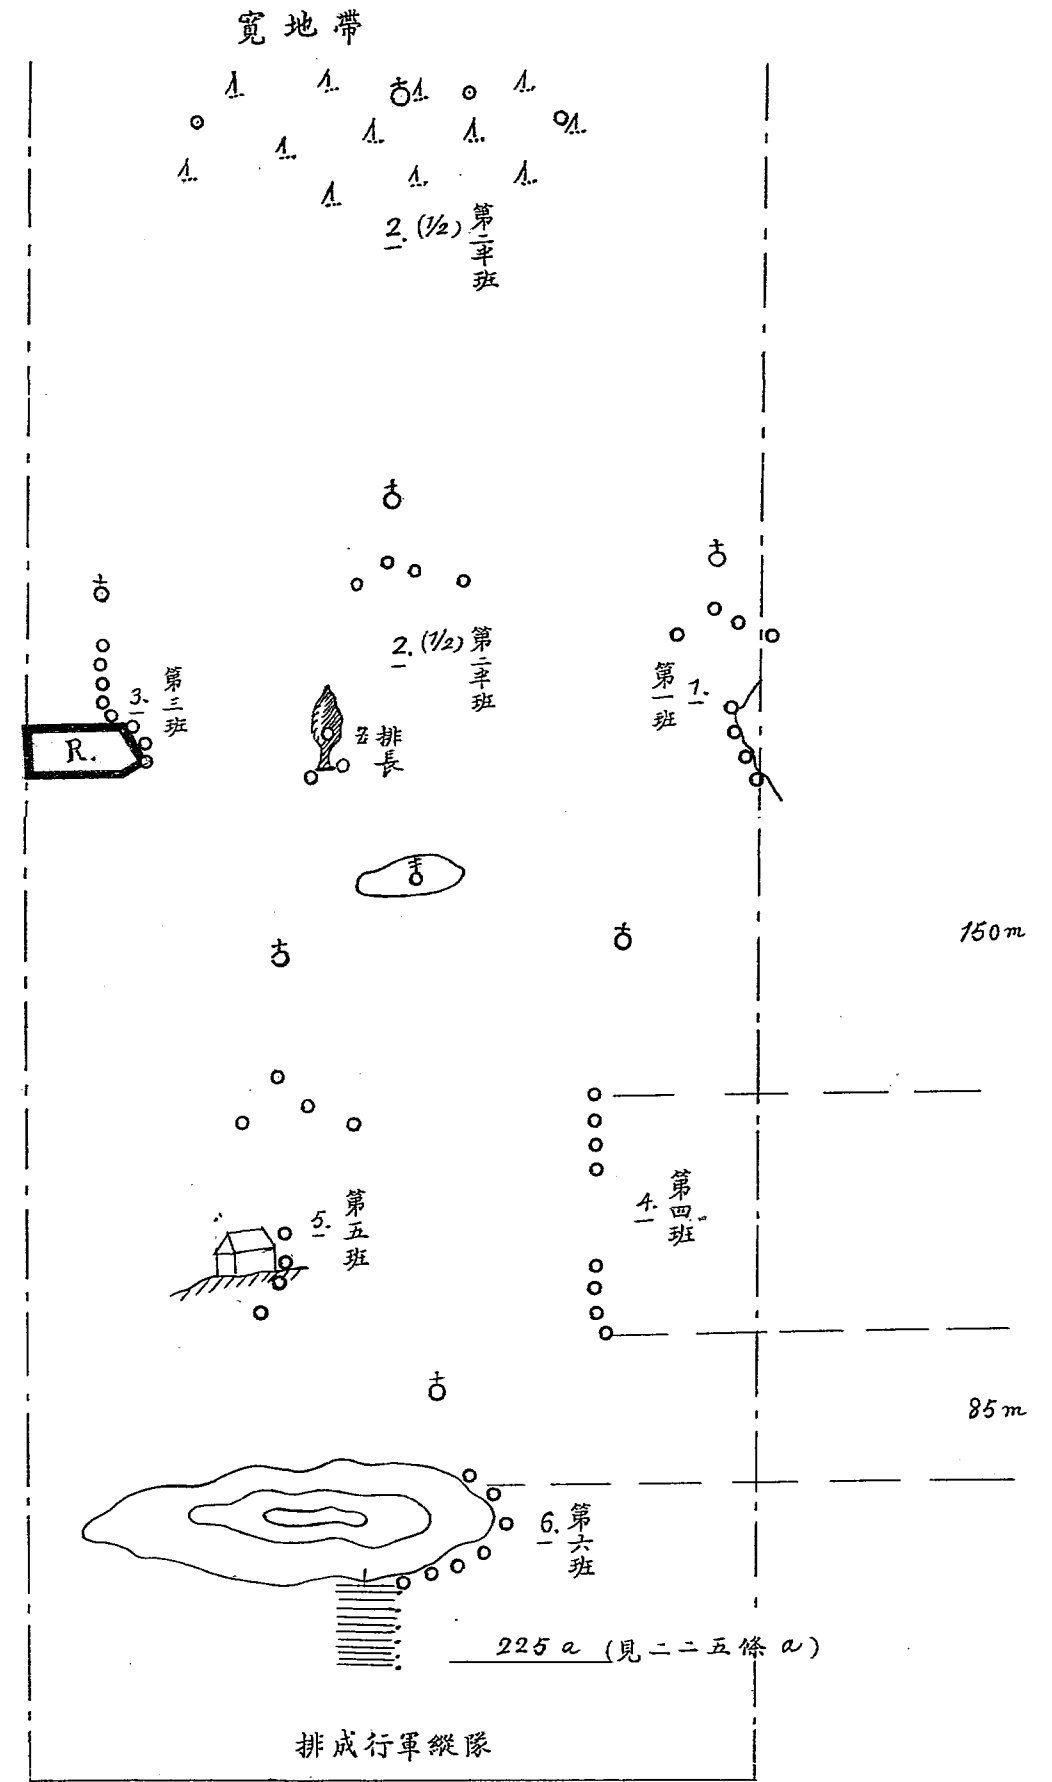 寬地帶
2. (1/2) 第二半班
2. (1/2) 第二半班
第一班 1.
3. 第三班
R.
Z 排長
150m
4. 第四班
5. 第五班
85m
6. 第六班
225 a (見二二五條 a)
排成行軍縱隊